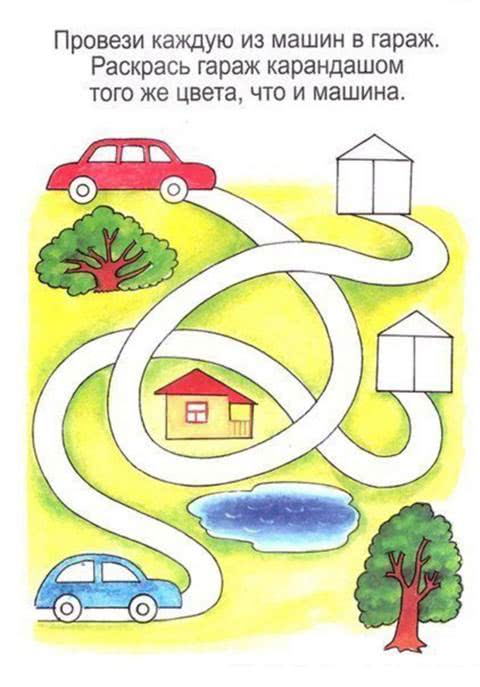 Провези каждую из машин в гараж.
Раскрась гараж карандашом
того же цвета, что и машина.